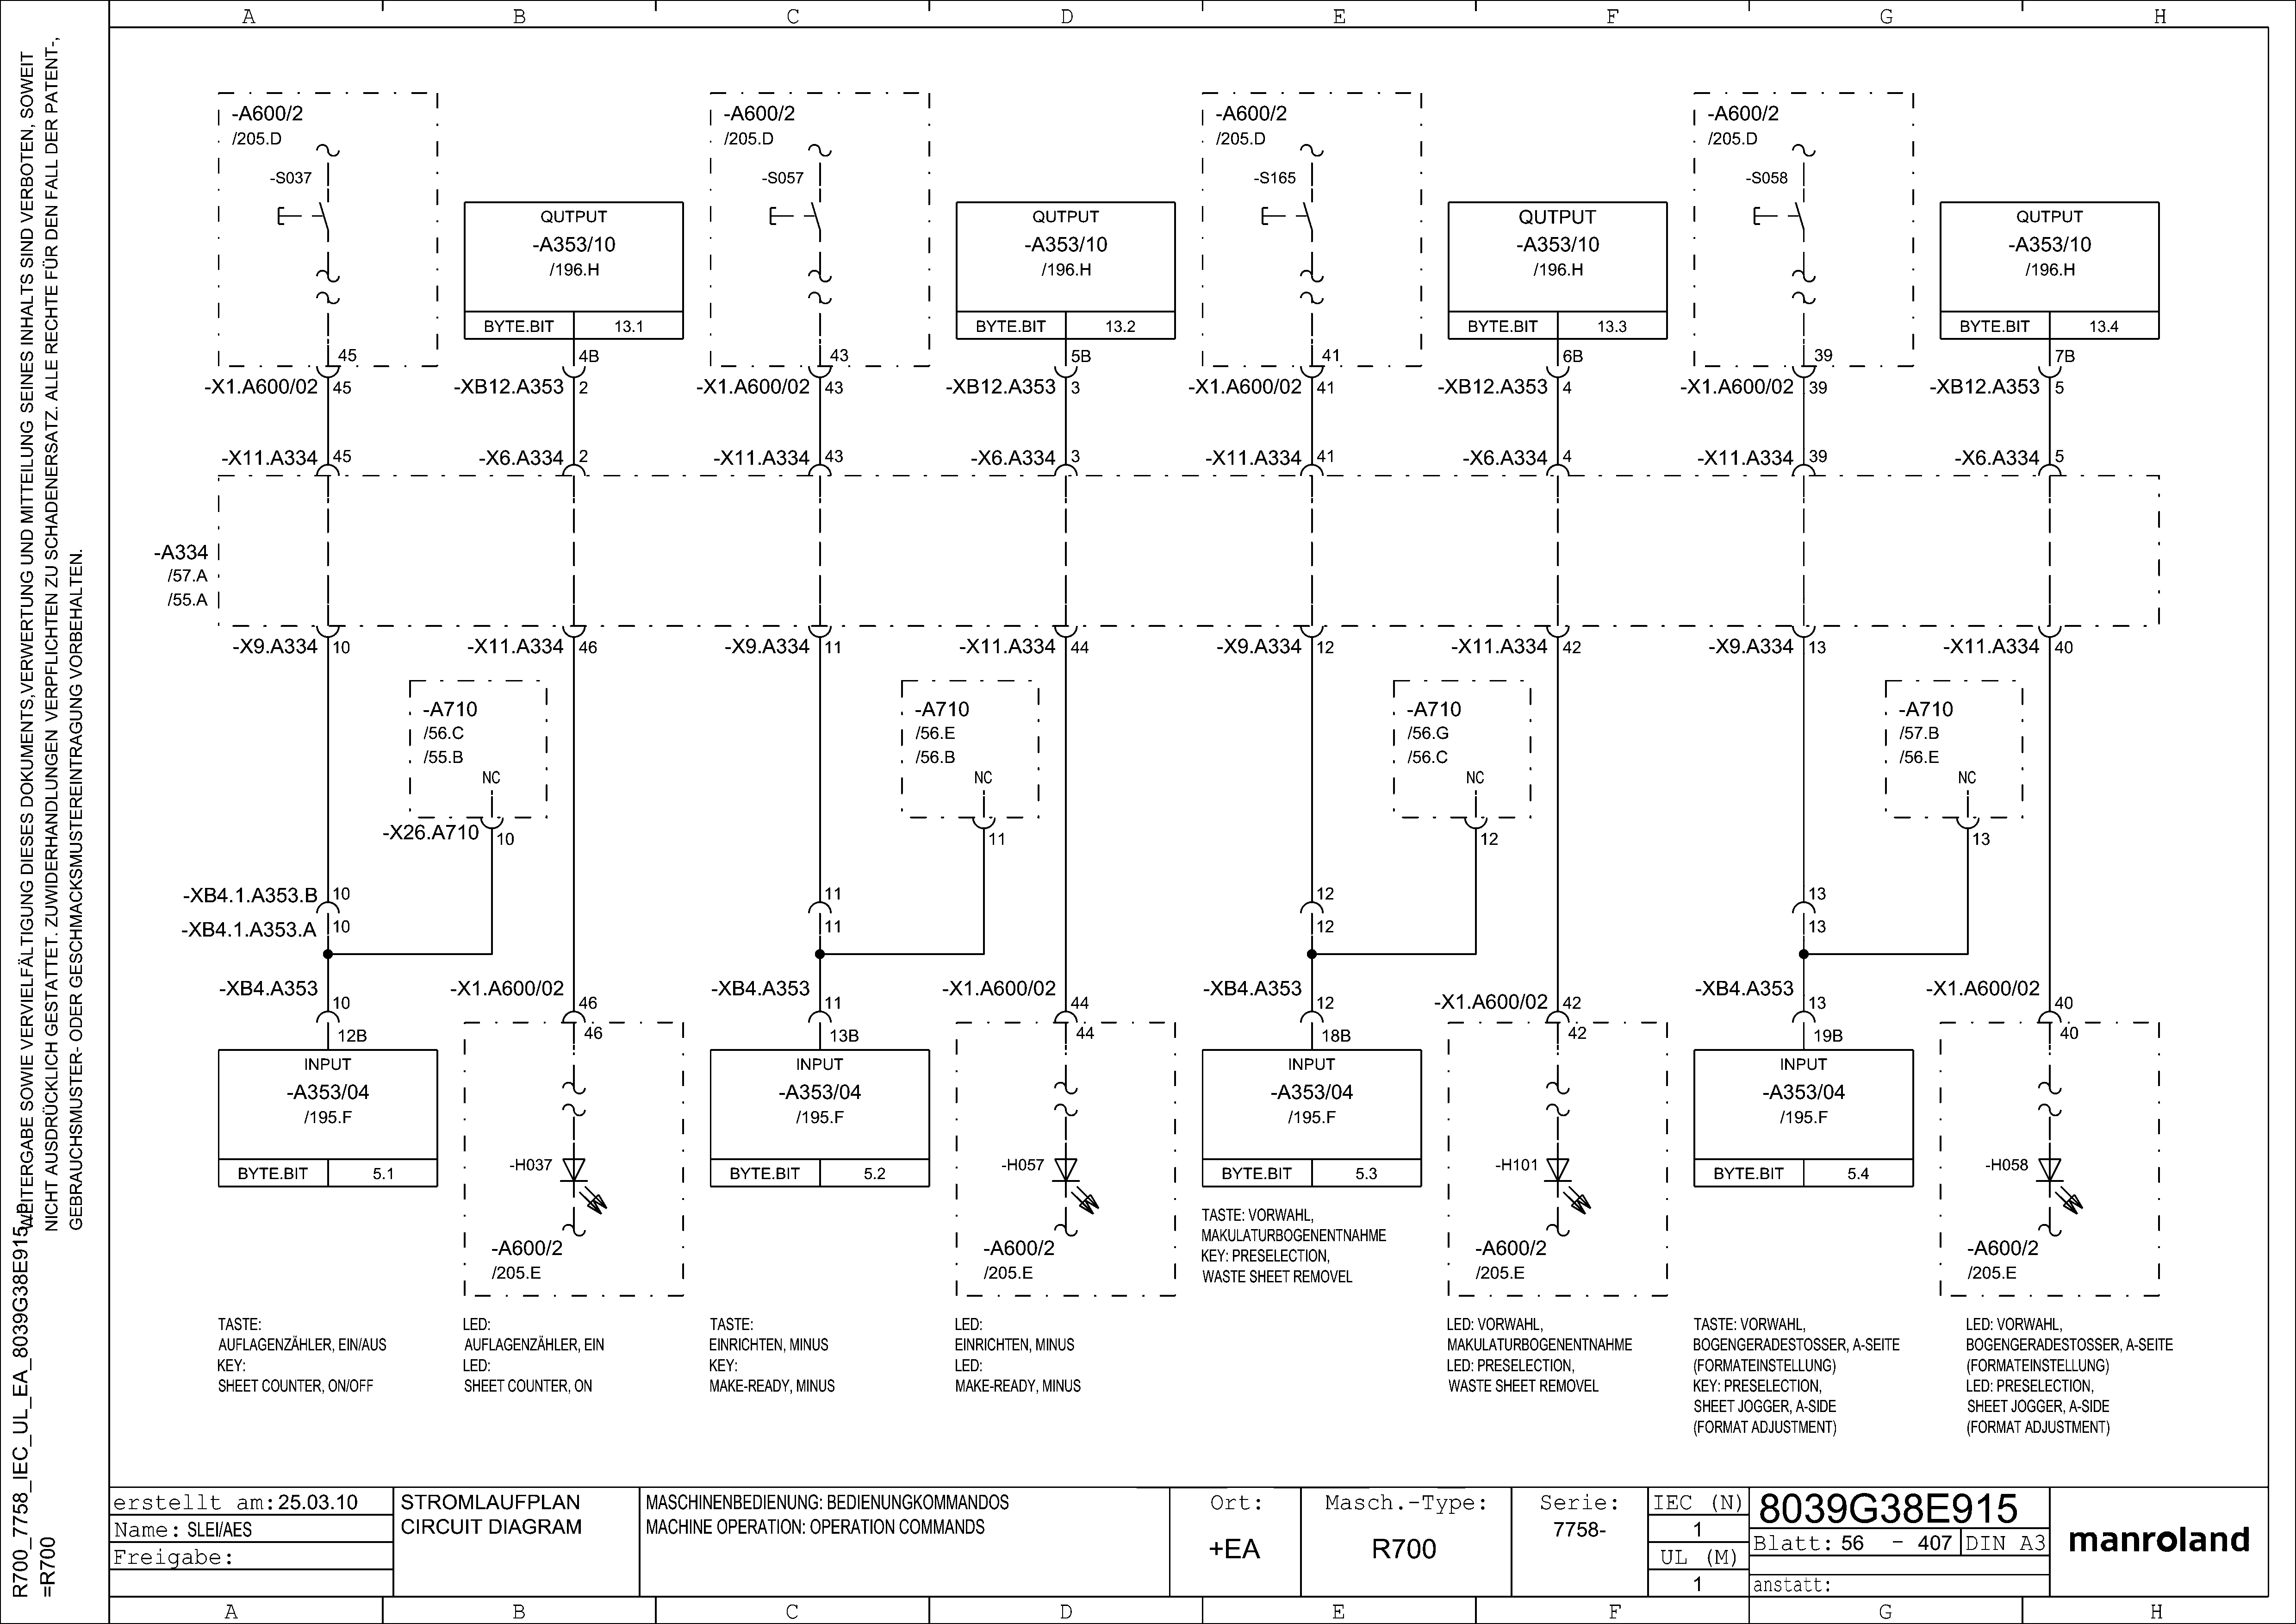 A B C D E F G H
WEITERGABE SOWIE VERVIELFÄLTIGUNG DIESES DOKUMENTS,VERWERTUNG UND MITTEILUNG SEINES INHALTS SIND VERBOTEN, SOWEIT
NICHT AUSDRÜCKLICH GESTATTET. ZUWIDERHANDLUNGEN VERPFLICHTEN ZU SCHADENERSATZ. ALLE RECHTE FÜR DEN FALL DER PATENT-,
GEBRAUCHSMUSTER- ODER GESCHMACKSMUSTEREINTRAGUNG VORBEHALTEN.
R700_7758_IEC_UL_EA_8039G38E915_
=R700
-A600/2 -A600/2 -A600/2 -A600/2
/205.D /205.D /205.D /205.D
-S037 -S057 -S165 -S058
QUTPUT QUTPUT QUTPUT QUTPUT
-A353/10 -A353/10 -A353/10 -A353/10
/196.H /196.H /196.H /196.H
BYTE.BIT 13.1 BYTE.BIT 13.2 BYTE.BIT 13.3 BYTE.BIT 13.4
45 4B 43 5B 41 6B 39 7B
-X1.A600/02 45 -XB12.A353 2 -X1.A600/02 43 -XB12.A353 3 -X1.A600/02 41 -XB12.A353 4 -X1.A600/02 39 -XB12.A353 5
-X11.A334 45 -X6.A334 2 -X11.A334 43 -X6.A334 3 -X11.A334 41 -X6.A334 4 -X11.A334 39 -X6.A334 5
-A334
/57.A
/55.A
-X9.A334 10 -X11.A334 46 -X9.A334 11 -X11.A334 44 -X9.A334 12 -X11.A334 42 -X9.A334 13 -X11.A334 40
-A710 -A710 -A710 -A710
/56.C /56.E /56.G /57.B
/55.B /56.B /56.C /56.E
NC NC NC NC
-X26.A710 10 11 12 13
-XB4.1.A353.B 10 11 12 13
-XB4.1.A353.A 10 11 12 13
-XB4.A353 -X1.A600/02 -XB4.A353 -X1.A600/02 -XB4.A353 -X1.A600/02 -XB4.A353 -X1.A600/02
10 46 11 44 12 42 13 40
12B 46 13B 44 18B 42 19B 40
INPUT INPUT INPUT INPUT
-A353/04 -A353/04 -A353/04 -A353/04
/195.F /195.F /195.F /195.F
-H037 -H057 -H101 -H058
BYTE.BIT 5.1 BYTE.BIT 5.2 BYTE.BIT 5.3 BYTE.BIT 5.4
-A600/2 -A600/2 -A600/2 -A600/2
/205.E /205.E /205.E /205.E
TASTE:
AUFLAGENZÄHLER, EIN/AUS
KEY:
SHEET COUNTER, ON/OFF
LED:
AUFLAGENZÄHLER, EIN
LED:
SHEET COUNTER, ON
TASTE:
EINRICHTEN, MINUS
KEY:
MAKE-READY, MINUS
LED:
EINRICHTEN, MINUS
LED:
MAKE-READY, MINUS
TASTE: VORWAHL,
MAKULATURBOGENENTNAHME
KEY: PRESELECTION,
WASTE SHEET REMOVEL
LED: VORWAHL,
MAKULATURBOGENENTNAHME
LED: PRESELECTION,
WASTE SHEET REMOVEL
TASTE: VORWAHL,
BOGENGERADESTOSSER, A-SEITE
(FORMATEINSTELLUNG)
KEY: PRESELECTION,
SHEET JOGGER, A-SIDE
(FORMAT ADJUSTMENT)
LED: VORWAHL,
BOGENGERADESTOSSER, A-SEITE
(FORMATEINSTELLUNG)
LED: PRESELECTION,
SHEET JOGGER, A-SIDE
(FORMAT ADJUSTMENT)
erstellt am: 25.03.10
Name: SLEI/AES
Freigabe:
STROMLAUFPLAN
CIRCUIT DIAGRAM
MASCHINENBEDIENUNG: BEDIENUNGKOMMANDOS
MACHINE OPERATION: OPERATION COMMANDS
Ort:
+EA
Masch.-Type:
R700
Serie:
7758-
IEC (N)
1
UL (M)
1
8039G38E915
Blatt: 56 - 407 DIN A3
anstatt:
manroland
A B C D E F G H